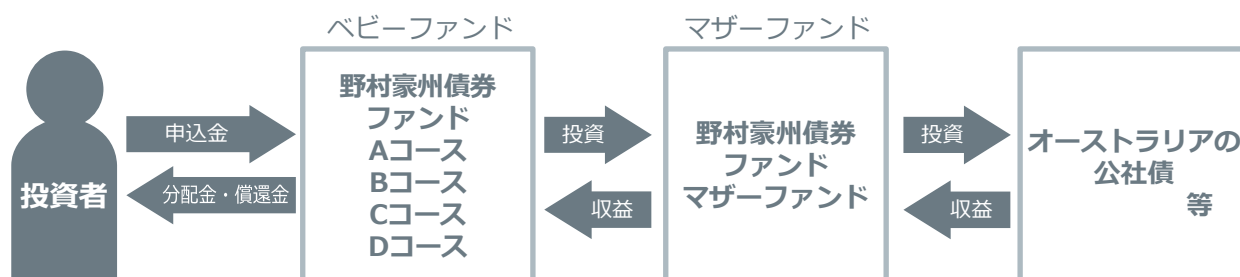 ベビーファンド
マザーファンド
投資者
申込金
分配金・償還金
野村豪州債券
ファンド
Aコース
Bコース
Cコース
Dコース
投資
収益
野村豪州債券
ファンド
マザーファンド
投資
収益
オーストラリアの
公社債
等